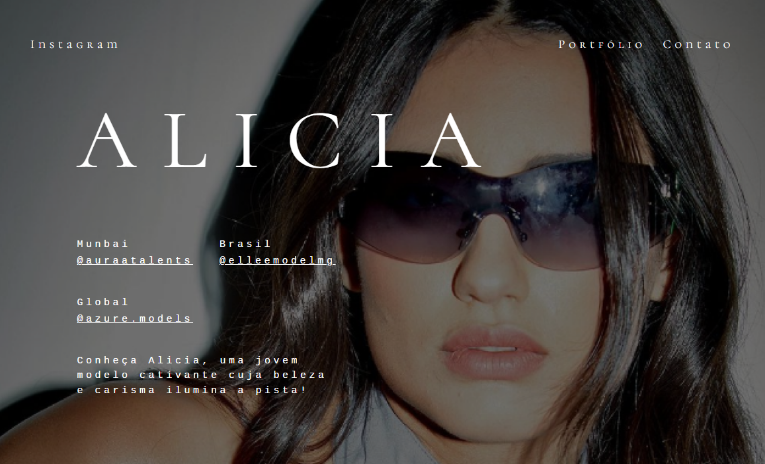 Instagram Portfólio Contato
ALICIA
Munbai Brasil
@auraatalents @elleemodelmg
Global
@azure.models
Conheça Alicia, uma jovem
modelo cativante cuja beleza
e carisma ilumina a pista!